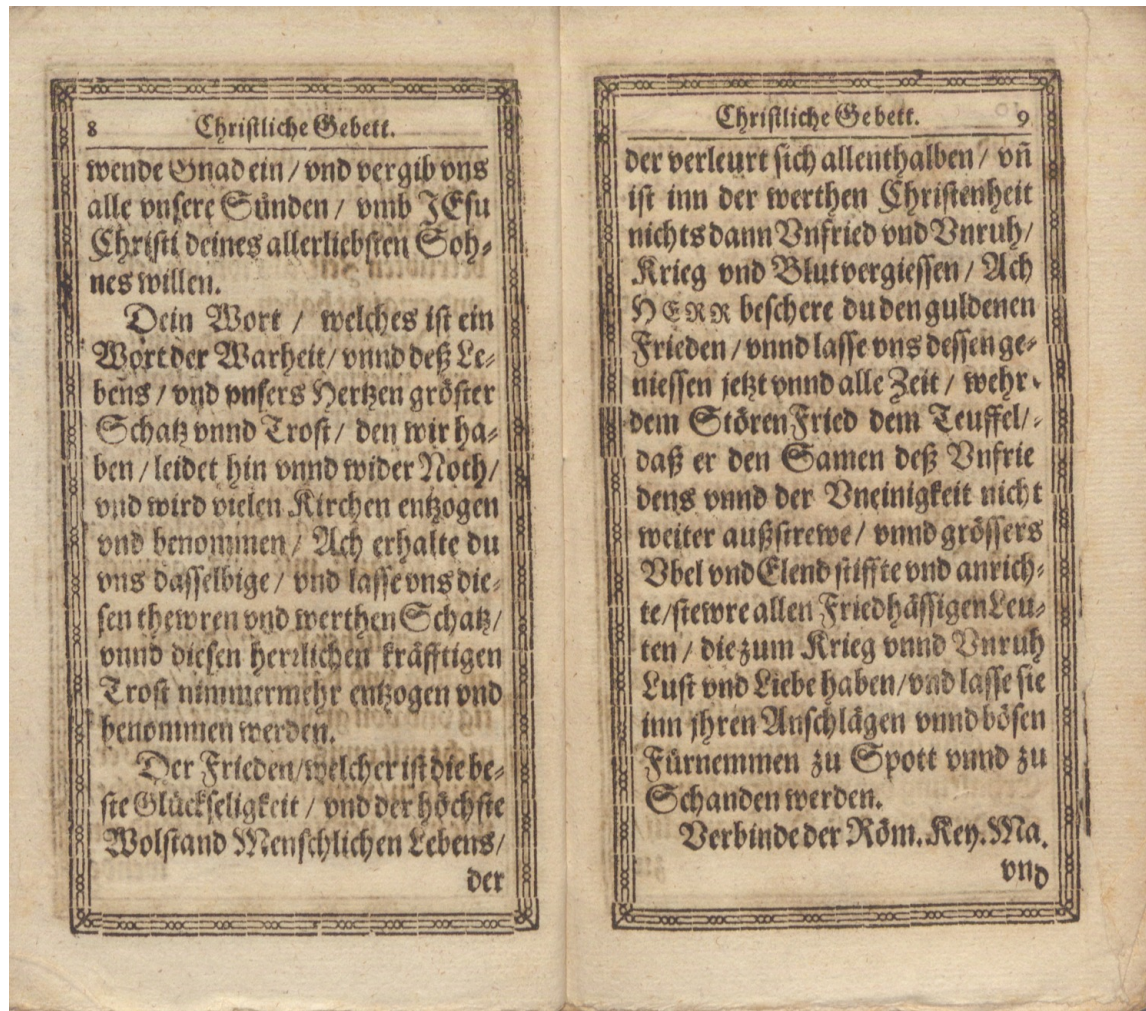 8 Christliche Gebett.
wende Gnad ein / vnd vergib vns
alle vnsere Sünden / vmb JEsu
Christi deines allerliebsten Soh-
nes willen.
Dein Wort / welches ist ein
Wort der Warheit / vnnd deß Le-
bens / vnd vnsers Hertzen gröster
Schatz vnnd Trost / den wir ha-
ben / leidet hin vnnd wider Noth /
vnd wird vielen Kirchen entzogen
vnd benommen / Ach erhalte du
vns dasselbige / vnd lasse vns die-
sen thewren vnd werthen Schatz /
vnnd diesen herzlichen kräfftigen
Trost nimmermehr entzogen vnd
benommen werden.
Der Frieden / welcher ist die be-
ste Glückseligkeit / vnd der höchste
Wolstand Menschlichen Lebens /
der
Christliche Gebett. 9
der verleurt sich allenthalben / vñ
ist inn der werthen Christenheit
nichts dann Vnfried vnd Vnruh /
Krieg vnd Blutvergiessen / Ach
HERR beschere du den guldenen
Frieden / vnnd lasse vns dessen ge-
niessen jetzt vnnd alle Zeit / wehr
dem StörenFried dem Teuffel /
daß er den Samen deß Vnfrie
dens vnnd der Vneinigkeit nicht
weiter außstrewe / vnnd grössers
Vbel vnd Elend stiffte vnd anrich-
te / stewre allen Friedhässigen Leu-
ten / die zum Krieg vnnd Vnruh
Lust vnd Liebe haben / vnd lasse sie
inn jhren Anschlägen vnnd bösen
Fürnemmen zu Spott vnnd zu
Schanden werden.
Verbinde der Röm. Key. Ma.
vnd